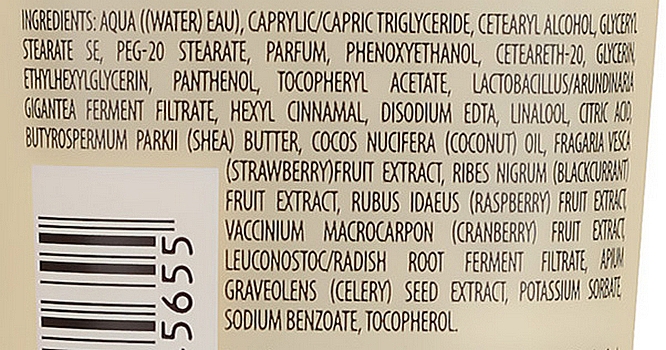 INGREDIENTS: AQUA ((WATER) EAU), CAPRYLIC/CAPRIC TRIGLYCERIDE, CETEARYL ALCOHOL, GLYCERYL
STEARATE SE, PEG-20 STEARATE, PARFUM, PHENOXYETHANOL, CETEARETH-20, GLYCERIN,
ETHYLHEXYLGLYCERIN, PANTHENOL, TOCOPHERYL ACETATE, LACTOBACILLUS/ARUNDINARIA
GIGANTEA FERMENT FILTRATE, HEXYL CINNAMAL, DISODIUM EDTA, LINALOOL, CITRIC ACID,
BUTYROSPERMUM PARKII (SHEA) BUTTER, COCOS NUCIFERA (COCONUT) OIL, FRAGARIA VESCA
(STRAWBERRY)FRUIT EXTRACT, RIBES NIGRUM (BLACKCURRANT)
FRUIT EXTRACT, RUBUS IDAEUS (RASPBERRY) FRUIT EXTRACT,
VACCINIUM MACROCARPON (CRANBERRY) FRUIT EXTRACT,
LEUCONOSTOC/RADISH ROOT FERMENT FILTRATE, APIUM
GRAVEOLENS (CELERY) SEED EXTRACT, POTASSIUM SORBATE,
SODIUM BENZOATE, TOCOPHEROL.
5655